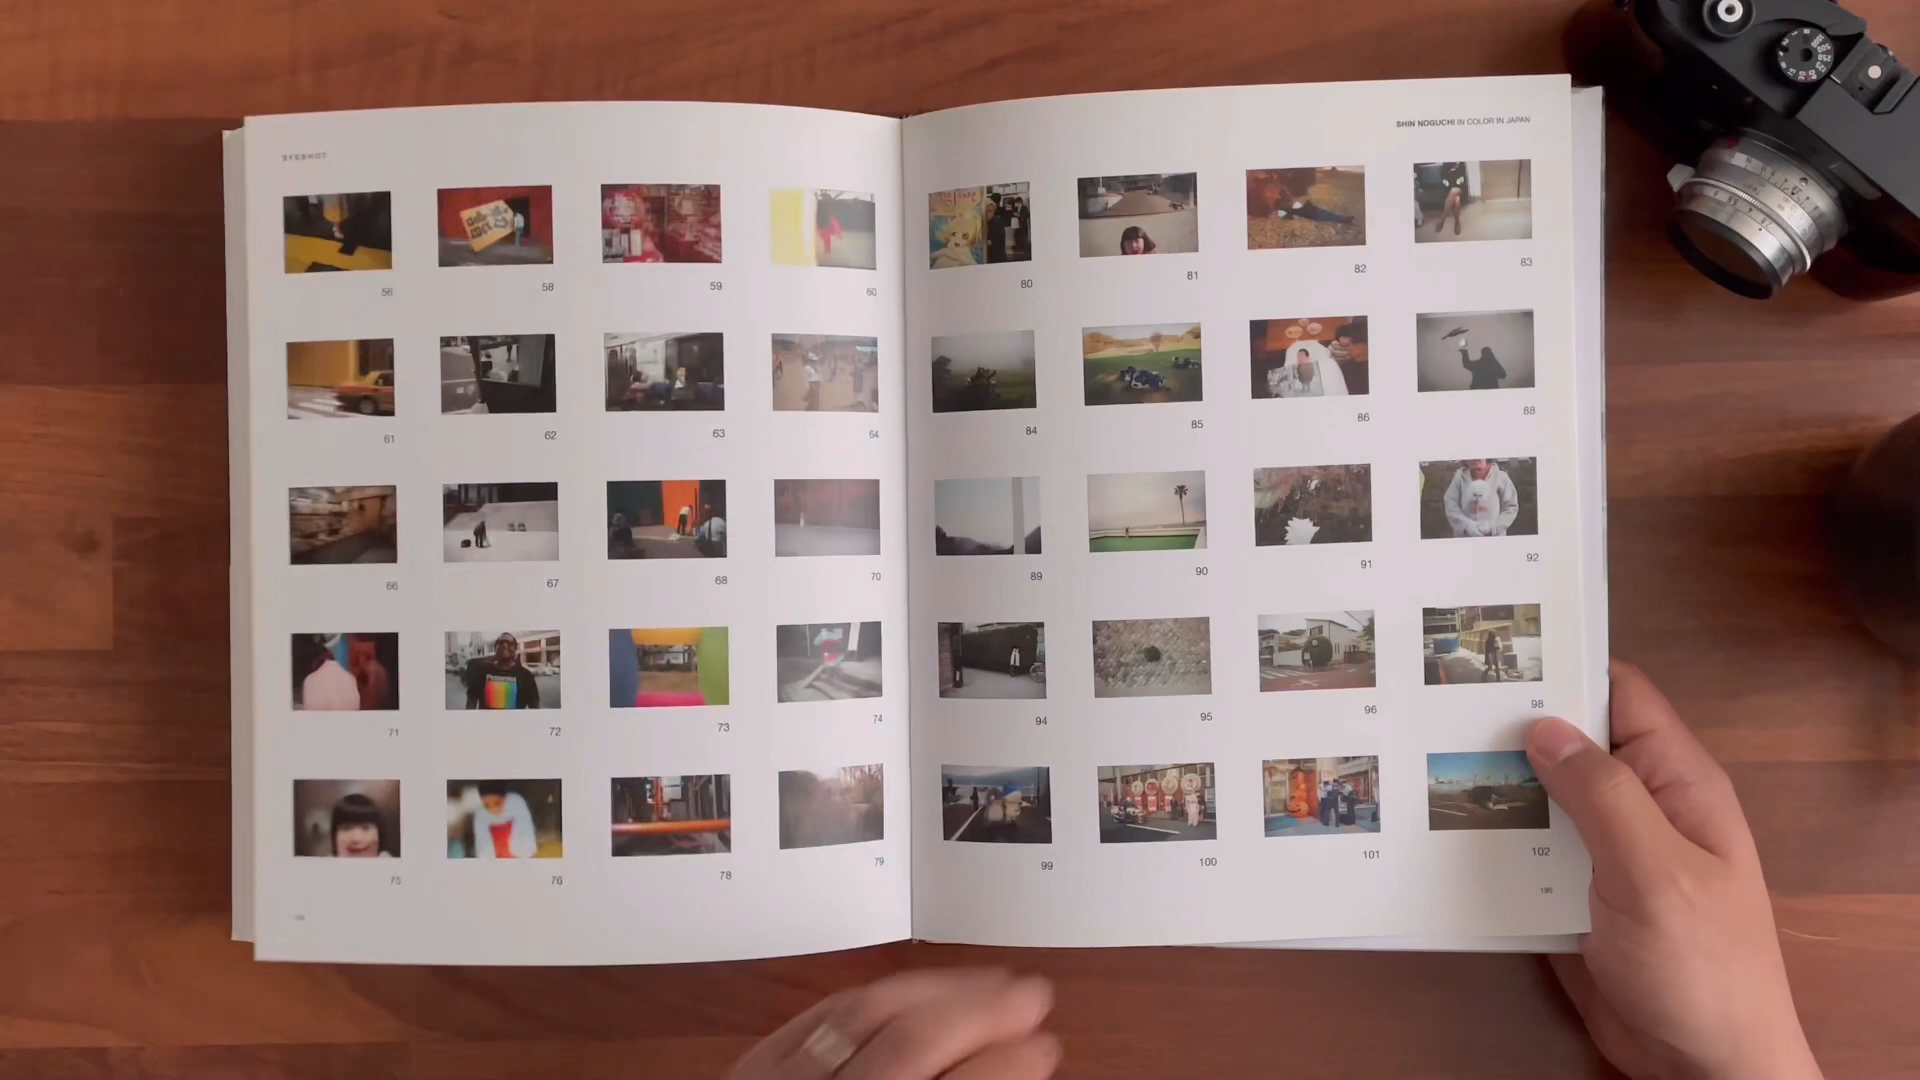 EYESHOT
SHIN NOGUCHI IN COLOR IN JAPAN
56 58 59 60
61 62 63 64
66 67 68 70
71 72 73 74
75 76 78 79
80 81 82 83
84 85 86 88
89 90 91 92
94 95 96 98
99 100 101 102
185